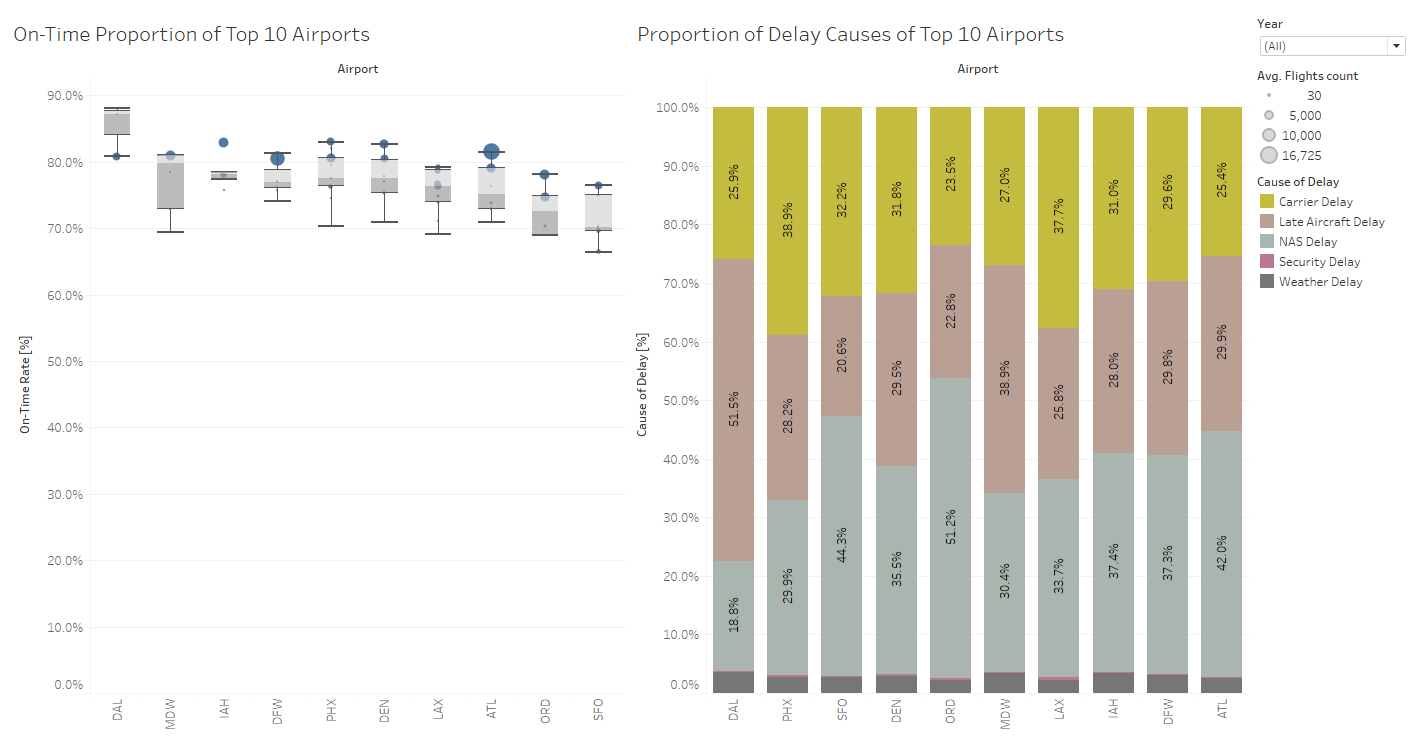 On-Time Proportion of Top 10 Airports
Airport
90.0%
80.0%
70.0%
60.0%
50.0%
40.0%
30.0%
20.0%
10.0%
0.0%
On-Time Rate [%]
DAL
MDW
IAH
DFW
PHX
DEN
LAX
ATL
ORD
SFO
Proportion of Delay Causes of Top 10 Airports
Airport
100.0%
90.0%
80.0%
70.0%
60.0%
50.0%
40.0%
30.0%
20.0%
10.0%
0.0%
Cause of Delay [%]
25.9%
51.5%
18.8%
38.9%
28.2%
29.9%
32.2%
20.6%
44.3%
31.8%
29.5%
35.5%
23.5%
22.8%
51.2%
27.0%
38.9%
30.4%
37.7%
25.8%
33.7%
31.0%
28.0%
37.4%
29.6%
29.8%
37.3%
25.4%
29.9%
42.0%
DAL
PHX
SFO
DEN
ORD
MDW
LAX
IAH
DFW
ATL
Year
(All)
Avg. Flights count
30
5,000
10,000
16,725
Cause of Delay
Carrier Delay
Late Aircraft Delay
NAS Delay
Security Delay
Weather Delay